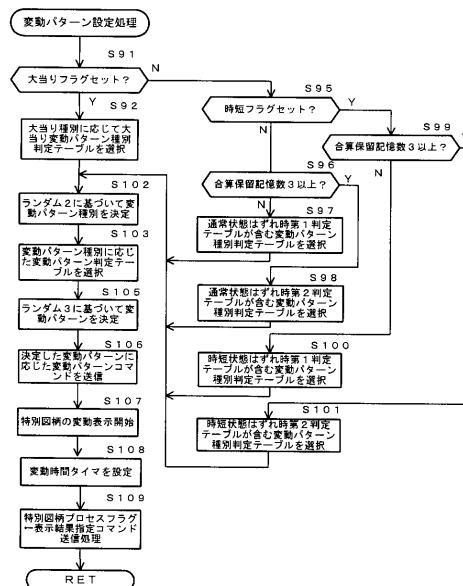 変動パターン設定処理
S91
大当りフラグセット？
N
Y
S92
大当り種別に応じて大
当り変動パターン種別
判定テーブルを選択
S95
時短フラグセット？
Y
N
S99
合算保留記憶数3以上？
N
S96
合算保留記憶数3以上？
Y
N
S97
通常状態はずれ時第1判定
テーブルが含む変動パターン
種別判定テーブルを選択
S98
通常状態はずれ時第2判定
テーブルが含む変動パターン
種別判定テーブルを選択
S100
時短状態はずれ時第1判定
テーブルが含む変動パターン
種別判定テーブルを選択
S101
時短状態はずれ時第2判定
テーブルが含む変動パターン
種別判定テーブルを選択
S102
ランダム2に基づいて変
動パターン種別を決定
S103
変動パターン種別に応じ
た変動パターン判定テー
ブルを選択
S105
ランダム3に基づいて変動
パターンを決定
S106
決定した変動パターンに
応じた変動パターンコマ
ンドを送信
S107
特別図柄の変動表示開始
S108
変動時間タイマを設定
S109
特別図柄プロセスフラグ
←表示結果指定コマンド
送信処理
RET